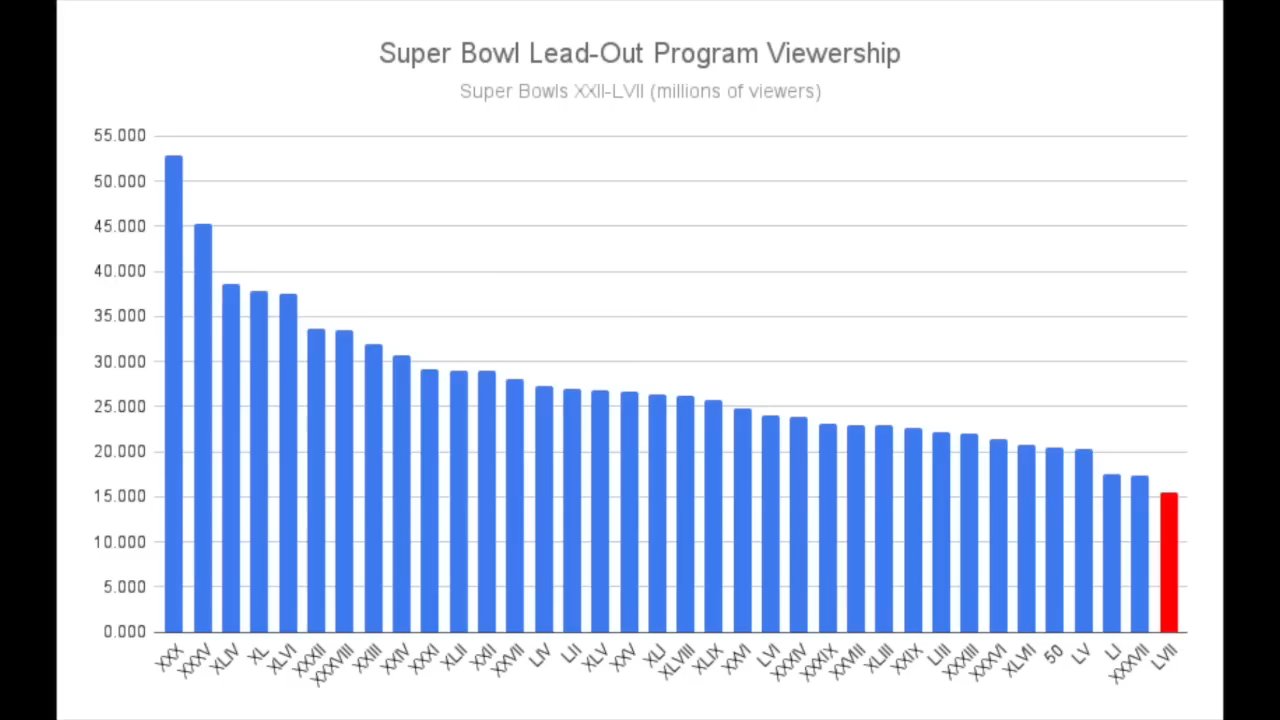 Super Bowl Lead-Out Program Viewership
Super Bowls XXII-LVII (millions of viewers)
55.000
50.000
45.000
40.000
35.000
30.000
25.000
20.000
15.000
10.000
5.000
0.000
XXX
XXXV
XLIV
XL
XLVI
XXXII
XXXVIII
XXIII
XXIV
XXXI
XLII
XXI
XXVII
LIV
LII
XLV
XXV
XLI
XLVIII
XLIX
XXVI
LVI
XXXIV
XXXIX
XXVIII
XLIII
XXIX
LIII
XXXIII
XXXVI
XLVII
50
LV
LI
XXXVII
LVII